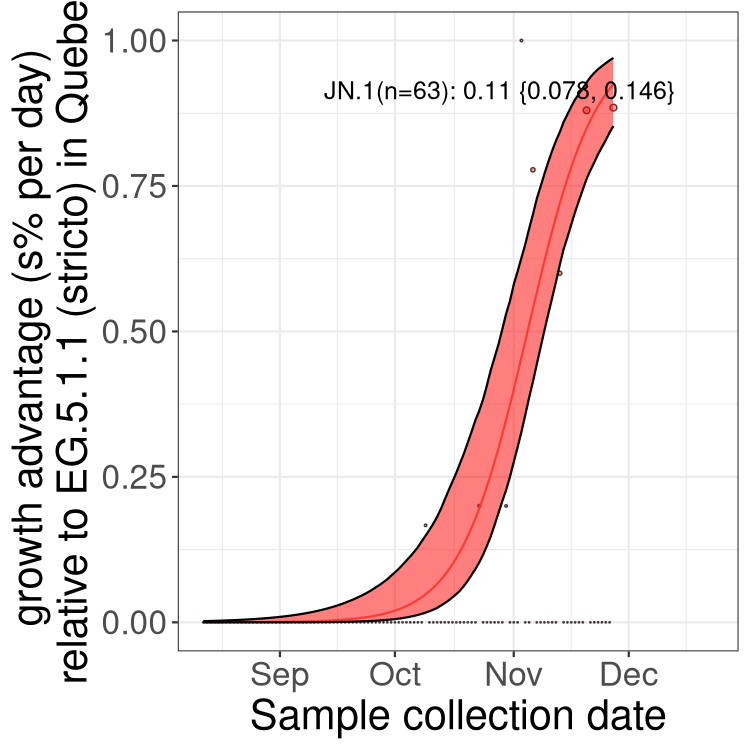 growth advantage (s% per day)
relative to EG.5.1.1 (stricto) in Quebe
1.00
0.75
0.50
0.25
0.00
JN.1(n=63): 0.11 {0.078, 0.146}
Sep Oct Nov Dec
Sample collection date